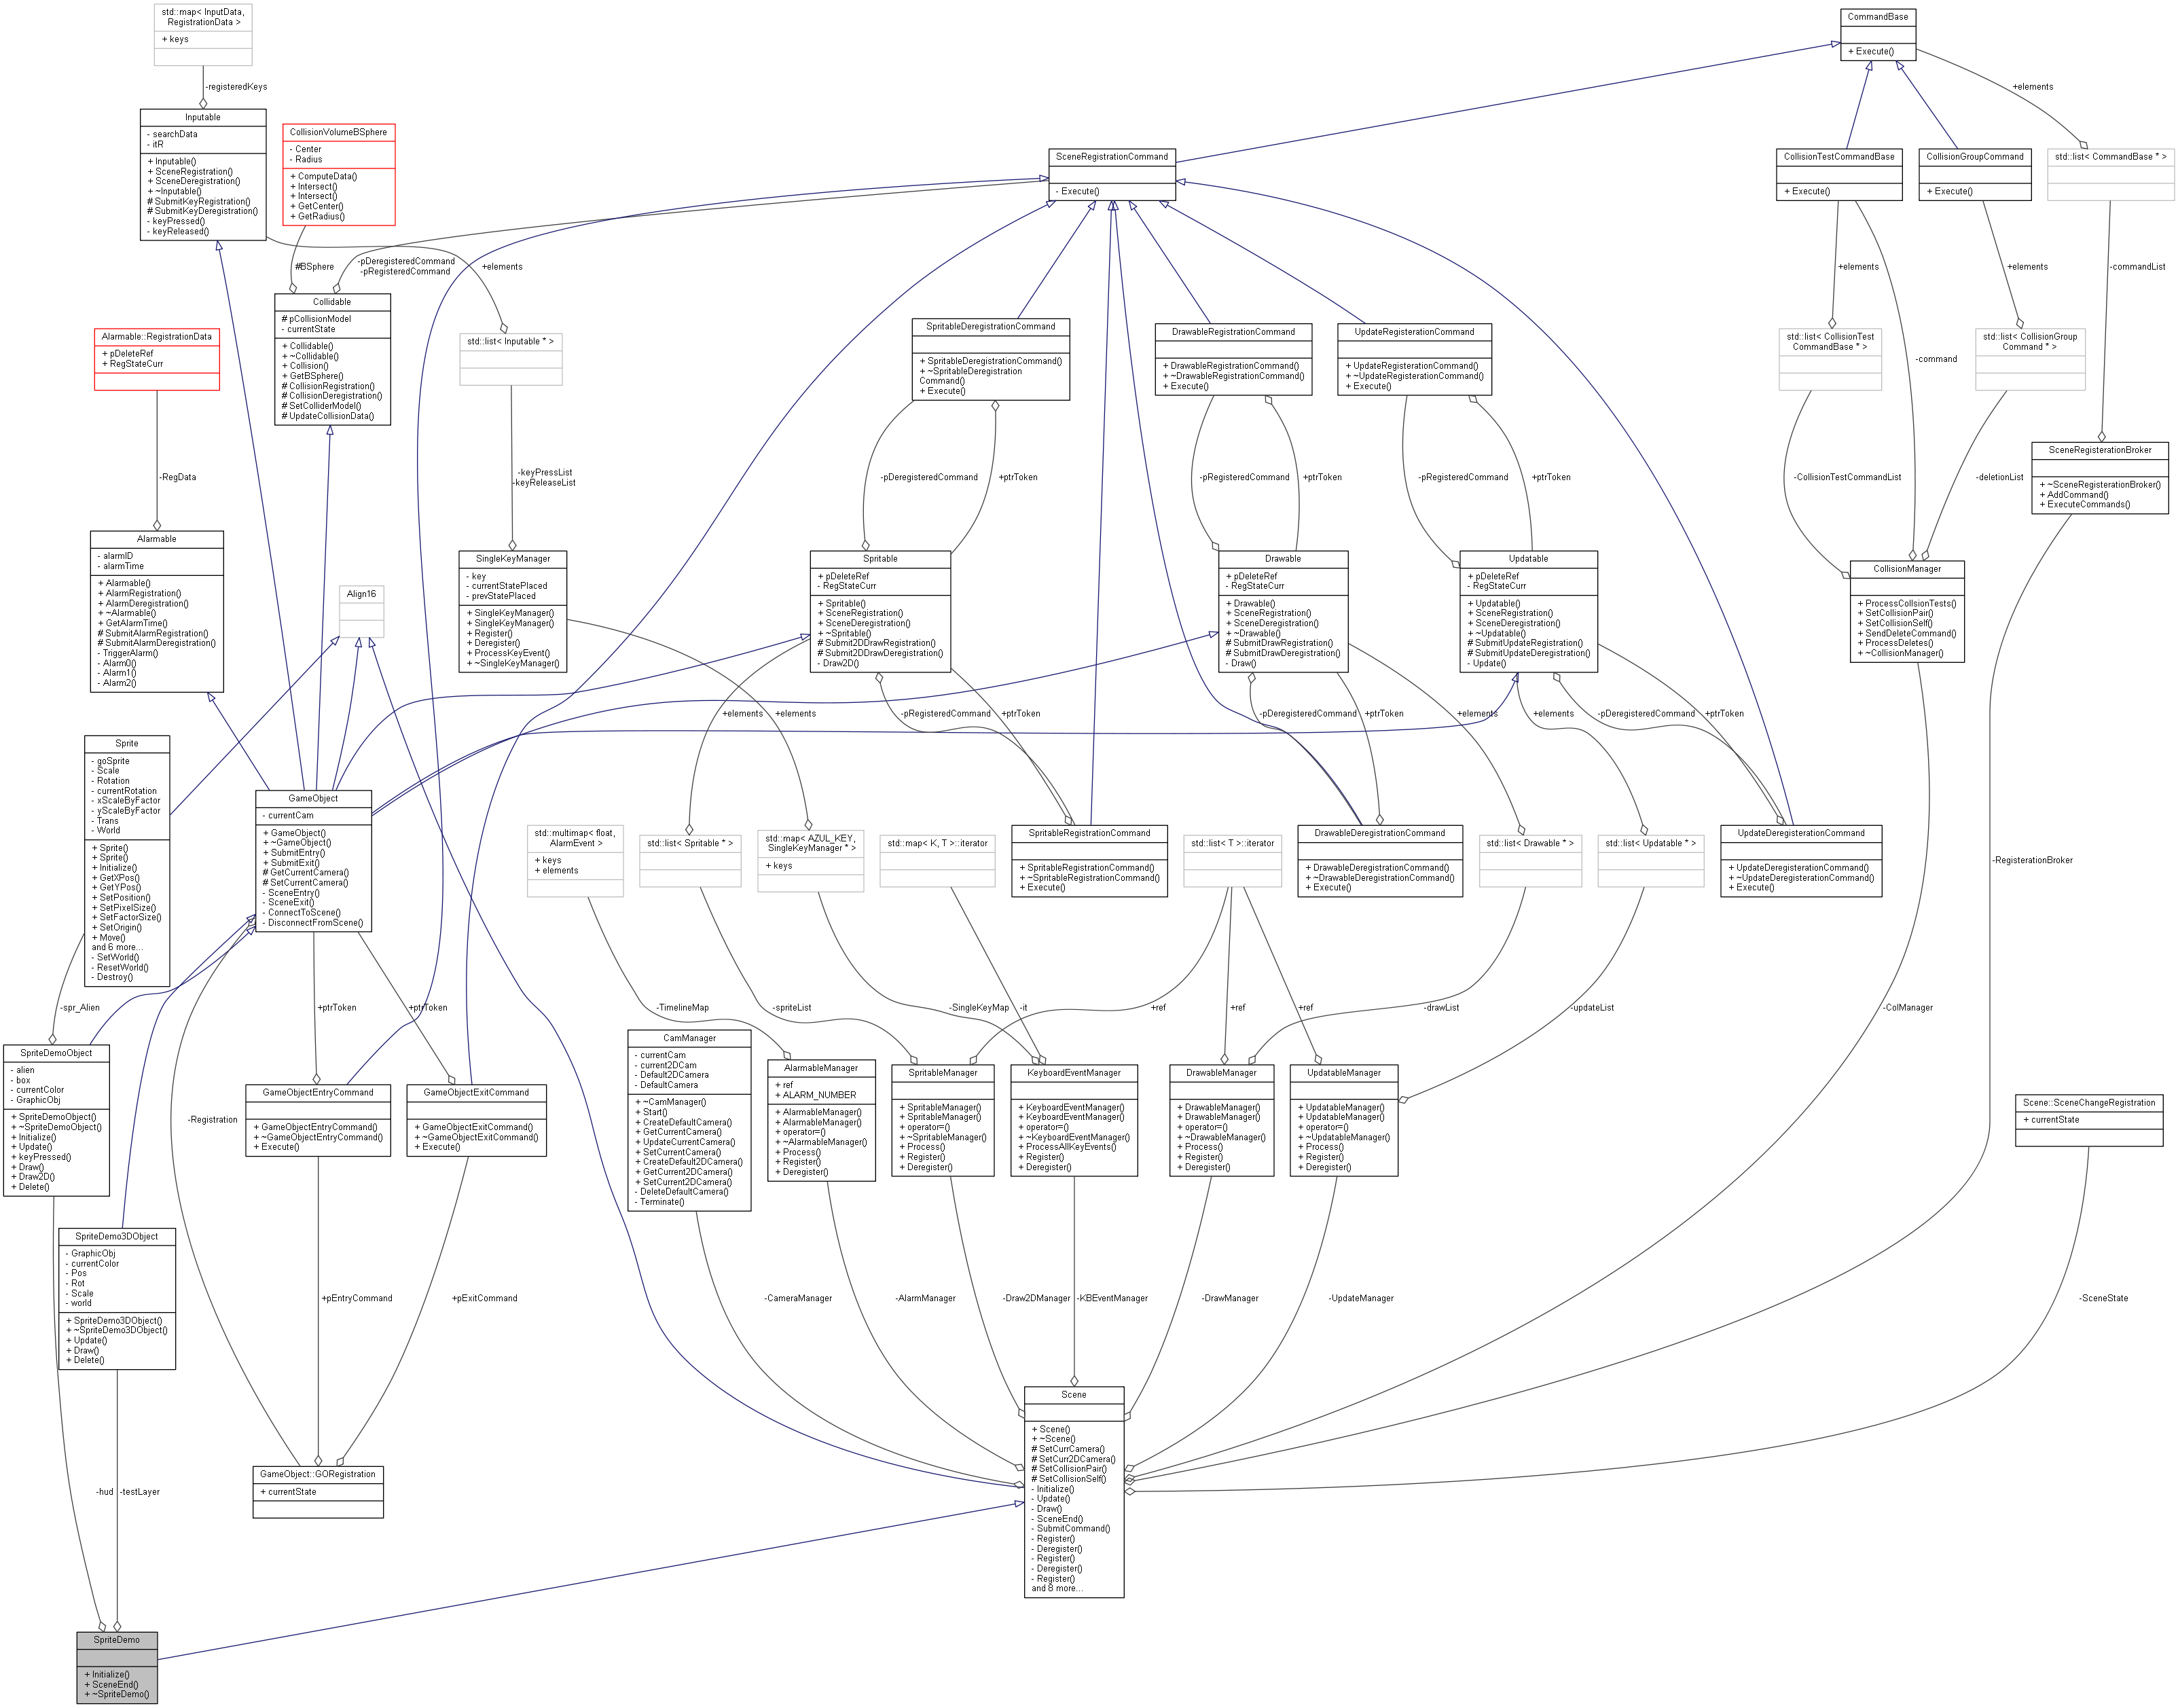 std::map< InputData,
RegistrationData >
+ keys
-registeredKeys
CommandBase
+ Execute()
+elements
Inputable
- searchData
- itR
+ Inputable()
+ SceneRegistration()
+ SceneDeregistration()
+ ~Inputable()
# SubmitKeyRegistration()
# SubmitKeyDeregistration()
- keyPressed()
- keyReleased()
CollisionVolumeBSphere
- Center
- Radius
+ ComputeData()
+ Intersect()
+ Intersect()
+ GetCenter()
+ GetRadius()
SceneRegistrationCommand
- Execute()
CollisionTestCommandBase
+ Execute()
CollisionGroupCommand
+ Execute()
std::list< CommandBase * >
#BSphere
-pDeregisteredCommand
-pRegisteredCommand
+elements
+elements
+elements
-commandList
Collidable
# pCollisionModel
- currentState
+ Collidable()
+ ~Collidable()
+ Collision()
+ GetBSphere()
# CollisionRegistration()
# CollisionDeregistration()
# SetColliderModel()
# UpdateCollisionData()
Alarmable::RegistrationData
+ pDeleteRef
+ RegStateCurr
std::list< Inputable * >
SpritableDeregistrationCommand
+ SpritableDeregistrationCommand()
+ ~SpritableDeregistration
Command()
+ Execute()
DrawableRegistrationCommand
+ DrawableRegistrationCommand()
+ ~DrawableRegistrationCommand()
+ Execute()
UpdateRegisterationCommand
+ UpdateRegisterationCommand()
+ ~UpdateRegisterationCommand()
+ Execute()
std::list< CollisionTest
CommandBase * >
-command
std::list< CollisionGroup
Command * >
SceneRegisterationBroker
+ ~SceneRegisterationBroker()
+ AddCommand()
+ ExecuteCommands()
-RegData
-keyPressList
-keyReleaseList
-pDeregisteredCommand
+ptrToken
-pRegisteredCommand
+ptrToken
-pRegisteredCommand
+ptrToken
-CollisionTestCommandList
-deletionList
Alarmable
- alarmID
- alarmTime
+ Alarmable()
+ AlarmRegistration()
+ AlarmDeregistration()
+ ~Alarmable()
+ GetAlarmTime()
# SubmitAlarmRegistration()
# SubmitAlarmDeregistration()
- TriggerAlarm()
- Alarm0()
- Alarm1()
- Alarm2()
Align16
SingleKeyManager
- key
- currentStatePlaced
- prevStatePlaced
+ SingleKeyManager()
+ SingleKeyManager()
+ Register()
+ Deregister()
+ ProcessKeyEvent()
+ ~SingleKeyManager()
Spritable
+ pDeleteRef
- RegStateCurr
+ Spritable()
+ SceneRegistration()
+ SceneDeregistration()
+ ~Spritable()
# Submit2DDrawRegistration()
# Submit2DDrawDeregistration()
- Draw2D()
Drawable
+ pDeleteRef
- RegStateCurr
+ Drawable()
+ SceneRegistration()
+ SceneDeregistration()
+ ~Drawable()
# SubmitDrawRegistration()
# SubmitDrawDeregistration()
- Draw()
Updatable
+ pDeleteRef
- RegStateCurr
+ Updatable()
+ SceneRegistration()
+ SceneDeregistration()
+ ~Updatable()
# SubmitUpdateRegistration()
# SubmitUpdateDeregistration()
- Update()
CollisionManager
+ ProcessCollsionTests()
+ SetCollisionPair()
+ SetCollisionSelf()
+ SendDeleteCommand()
+ ProcessDeletes()
+ ~CollisionManager()
+elements
+elements
-pRegisteredCommand
+ptrToken
-pDeregisteredCommand
+ptrToken
+elements
+elements
-pDeregisteredCommand
+ptrToken
Sprite
- goSprite
- Scale
- Rotation
- currentRotation
- xScaleByFactor
- yScaleByFactor
- Trans
- World
+ Sprite()
+ Sprite()
+ Initialize()
+ GetXPos()
+ GetYPos()
+ SetPosition()
+ SetPixelSize()
+ SetFactorSize()
+ SetOrigin()
+ Move()
and 6 more...
- SetWorld()
- ResetWorld()
- Destroy()
GameObject
- currentCam
+ GameObject()
+ ~GameObject()
+ SubmitEntry()
+ SubmitExit()
# GetCurrentCamera()
# SetCurrentCamera()
- SceneEntry()
- SceneExit()
- ConnectToScene()
- DisconnectFromScene()
std::multimap< float,
AlarmEvent >
+ keys
+ elements
std::list< Spritable * >
std::map< AZUL_KEY,
SingleKeyManager * >
+ keys
std::map< K, T >::iterator
SpritableRegistrationCommand
+ SpritableRegistrationCommand()
+ ~SpritableRegistrationCommand()
+ Execute()
std::list< T >::iterator
DrawableDeregistrationCommand
+ DrawableDeregistrationCommand()
+ ~DrawableDeregistrationCommand()
+ Execute()
std::list< Drawable * >
std::list< Updatable * >
UpdateDeregisterationCommand
+ UpdateDeregisterationCommand()
+ ~UpdateDeregisterationCommand()
+ Execute()
-RegisterationBroker
-spr_Alien
+ptrToken
+ptrToken
-TimelineMap
-spriteList
-SingleKeyMap
-it
+ref
+ref
+ref
-drawList
-updateList
-ColManager
SpriteDemoObject
- alien
- box
- currentColor
- GraphicObj
+ SpriteDemoObject()
+ ~SpriteDemoObject()
+ Initialize()
+ Update()
+ keyPressed()
+ Draw()
+ Draw2D()
+ Delete()
-Registration
GameObjectEntryCommand
+ GameObjectEntryCommand()
+ ~GameObjectEntryCommand()
+ Execute()
GameObjectExitCommand
+ GameObjectExitCommand()
+ ~GameObjectExitCommand()
+ Execute()
CamManager
- currentCam
- current2DCam
- Default2DCamera
- DefaultCamera
+ ~CamManager()
+ Start()
+ CreateDefaultCamera()
+ GetCurrentCamera()
+ UpdateCurrentCamera()
+ SetCurrentCamera()
+ CreateDefault2DCamera()
+ GetCurrent2DCamera()
+ SetCurrent2DCamera()
- DeleteDefaultCamera()
- Terminate()
AlarmableManager
+ ref
+ ALARM_NUMBER
+ AlarmableManager()
+ AlarmableManager()
+ operator=()
+ ~AlarmableManager()
+ Process()
+ Register()
+ Deregister()
SpritableManager
+ SpritableManager()
+ SpritableManager()
+ operator=()
+ ~SpritableManager()
+ Process()
+ Register()
+ Deregister()
KeyboardEventManager
+ KeyboardEventManager()
+ KeyboardEventManager()
+ operator=()
+ ~KeyboardEventManager()
+ ProcessAllKeyEvents()
+ Register()
+ Deregister()
DrawableManager
+ DrawableManager()
+ DrawableManager()
+ operator=()
+ ~DrawableManager()
+ Process()
+ Register()
+ Deregister()
UpdatableManager
+ UpdatableManager()
+ UpdatableManager()
+ operator=()
+ ~UpdatableManager()
+ Process()
+ Register()
+ Deregister()
Scene::SceneChangeRegistration
+ currentState
SpriteDemo3DObject
- GraphicObj
- currentColor
- Pos
- Rot
- Scale
- world
+ SpriteDemo3DObject()
+ ~SpriteDemo3DObject()
+ Update()
+ Draw()
+ Delete()
+pEntryCommand
+pExitCommand
-CameraManager
-AlarmManager
-Draw2DManager
-KBEventManager
-DrawManager
-UpdateManager
-SceneState
GameObject::GORegistration
+ currentState
Scene
+ Scene()
+ ~Scene()
# SetCurrCamera()
# SetCurr2DCamera()
# SetCollisionPair()
# SetCollisionSelf()
- Initialize()
- Update()
- Draw()
- SceneEnd()
- SubmitCommand()
- Register()
- Deregister()
- Register()
- Deregister()
- Register()
and 8 more...
-hud
-testLayer
SpriteDemo
+ Initialize()
+ SceneEnd()
+ ~SpriteDemo()